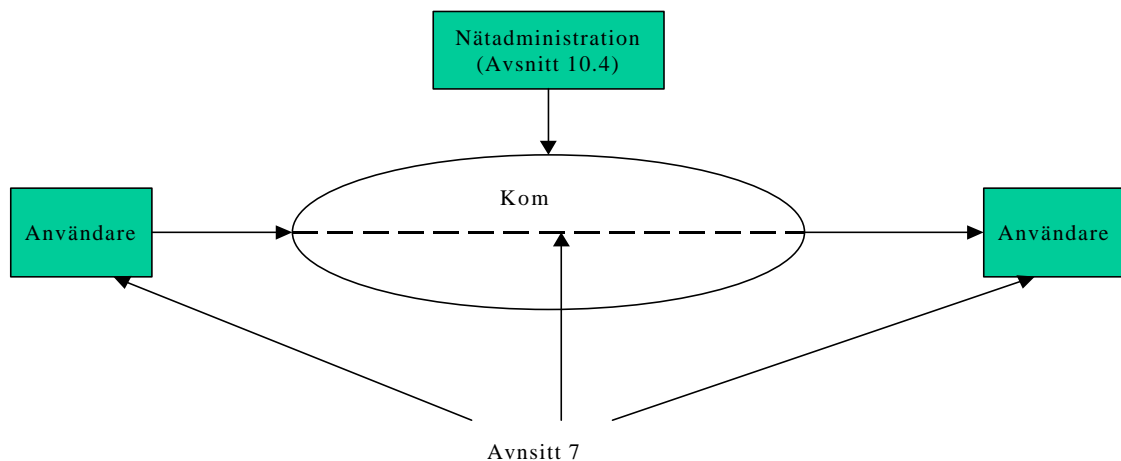 Nätadministration
(Avsnitt 10.4)
Kom
Användare
Användare
Avnsitt 7